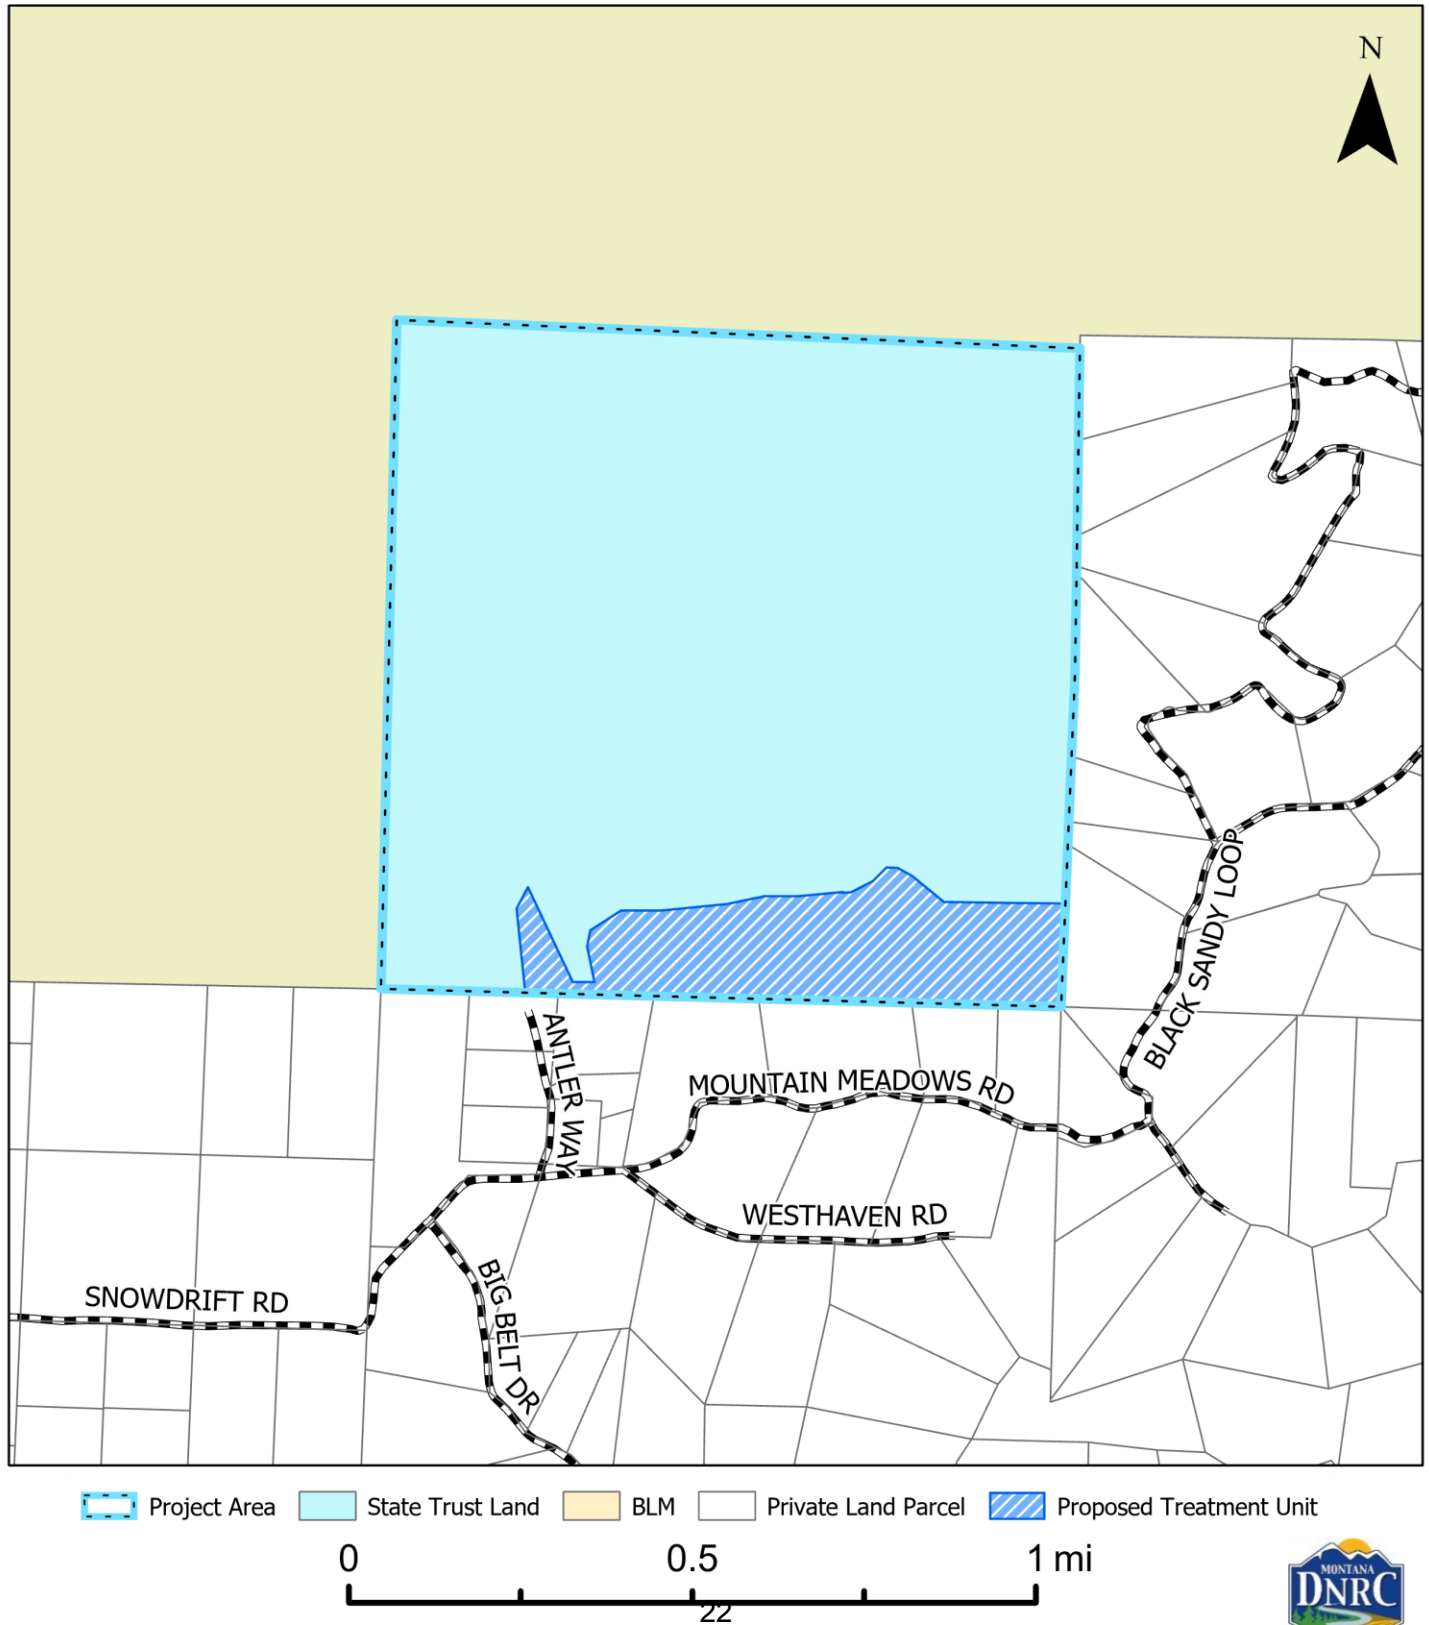 N
BLACK SANDY LOOP
ANTLER WAY
MOUNTAIN MEADOWS RD
WESTHAVEN RD
SNOWDRIFT RD
BIG BELT DR
Project Area State Trust Land BLM Private Land Parcel Proposed Treatment Unit
0 0.5 1 mi
22
MONTANA
DNRC